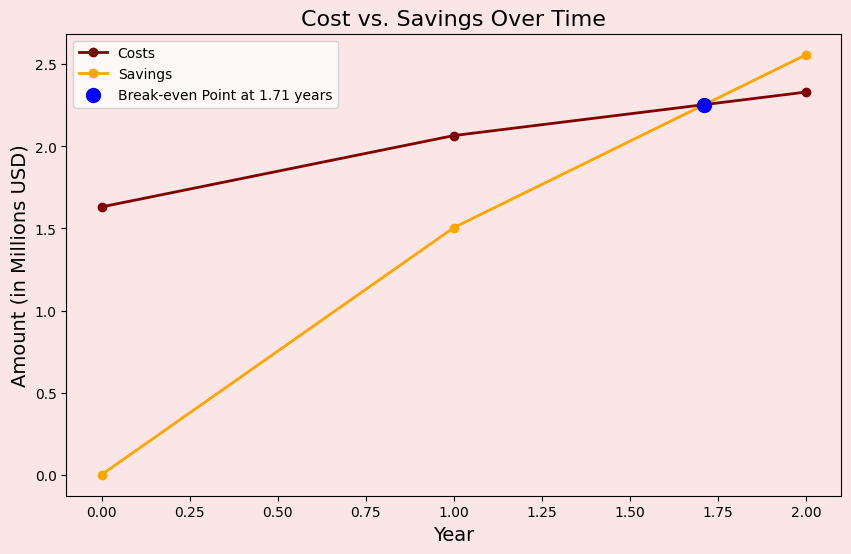 Cost vs. Savings Over Time
Costs
Savings
Break-even Point at 1.71 years
Amount (in Millions USD)
2.5
2.0
1.5
1.0
0.5
0.0
0.00 0.25 0.50 0.75 1.00 1.25 1.50 1.75 2.00
Year